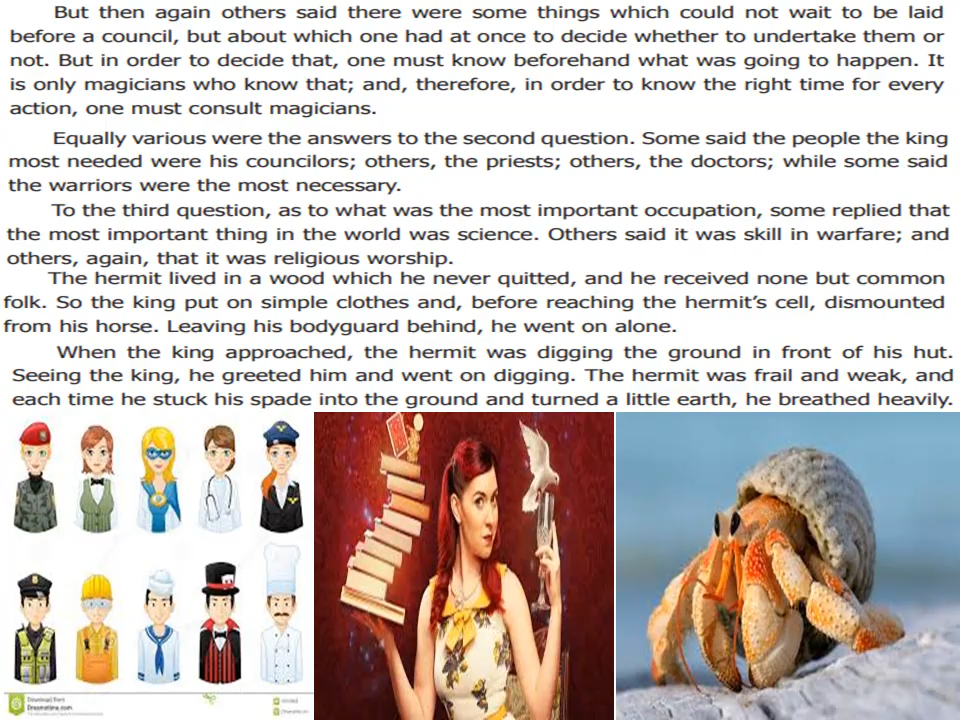 But then again others said there were some things which could not wait to be laid
before a council, but about which one had at once to decide whether to undertake them or
not. But in order to decide that, one must know beforehand what was going to happen. It
is only magicians who know that; and, therefore, in order to know the right time for every
action, one must consult magicians.
Equally various were the answers to the second question. Some said the people the king
most needed were his councilors; others, the priests; others, the doctors; while some said
the warriors were the most necessary.
To the third question, as to what was the most important occupation, some replied that
the most important thing in the world was science. Others said it was skill in warfare; and
others, again, that it was religious worship.
The hermit lived in a wood which he never quitted, and he received none but common
folk. So the king put on simple clothes and, before reaching the hermit’s cell, dismounted
from his horse. Leaving his bodyguard behind, he went on alone.
When the king approached, the hermit was digging the ground in front of his hut.
Seeing the king, he greeted him and went on digging. The hermit was frail and weak, and
each time he stuck his spade into the ground and turned a little earth, he breathed heavily.
Download from
Dreamstime.com